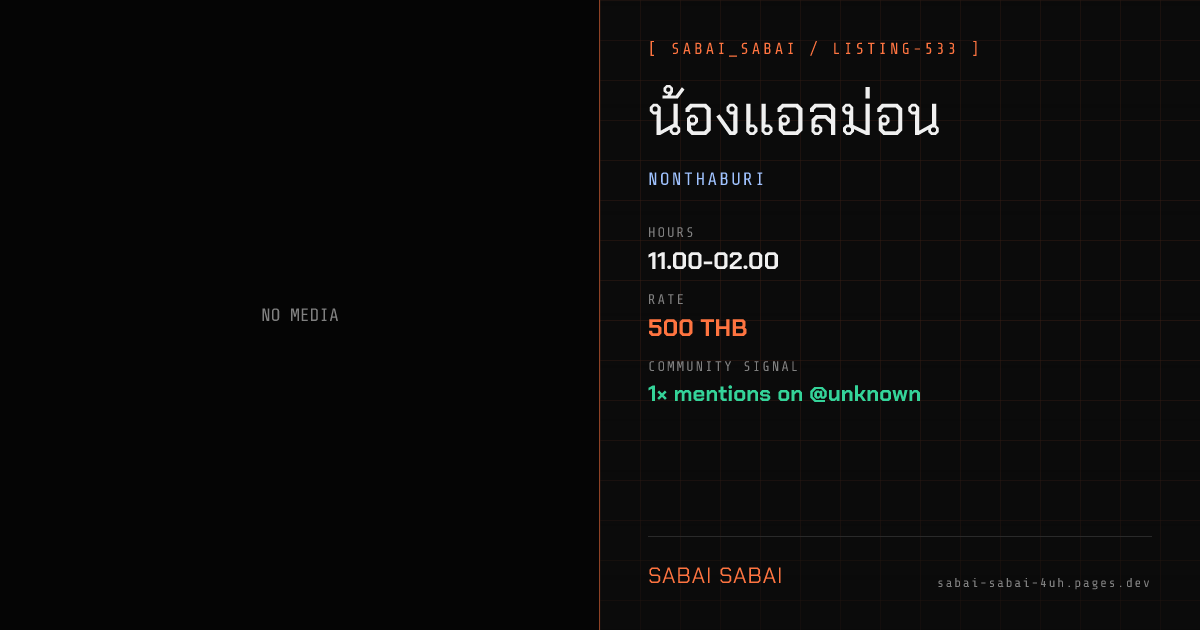 NO MEDIA
[ SABAI_SABAI / LISTING-533 ]
น้องแอลม่อน
NONTHABURI
HOURS
11.00-02.00
RATE
500 THB
COMMUNITY SIGNAL
1× mentions on @unknown
SABAI SABAI
sabai-sabai-4uh.pages.dev